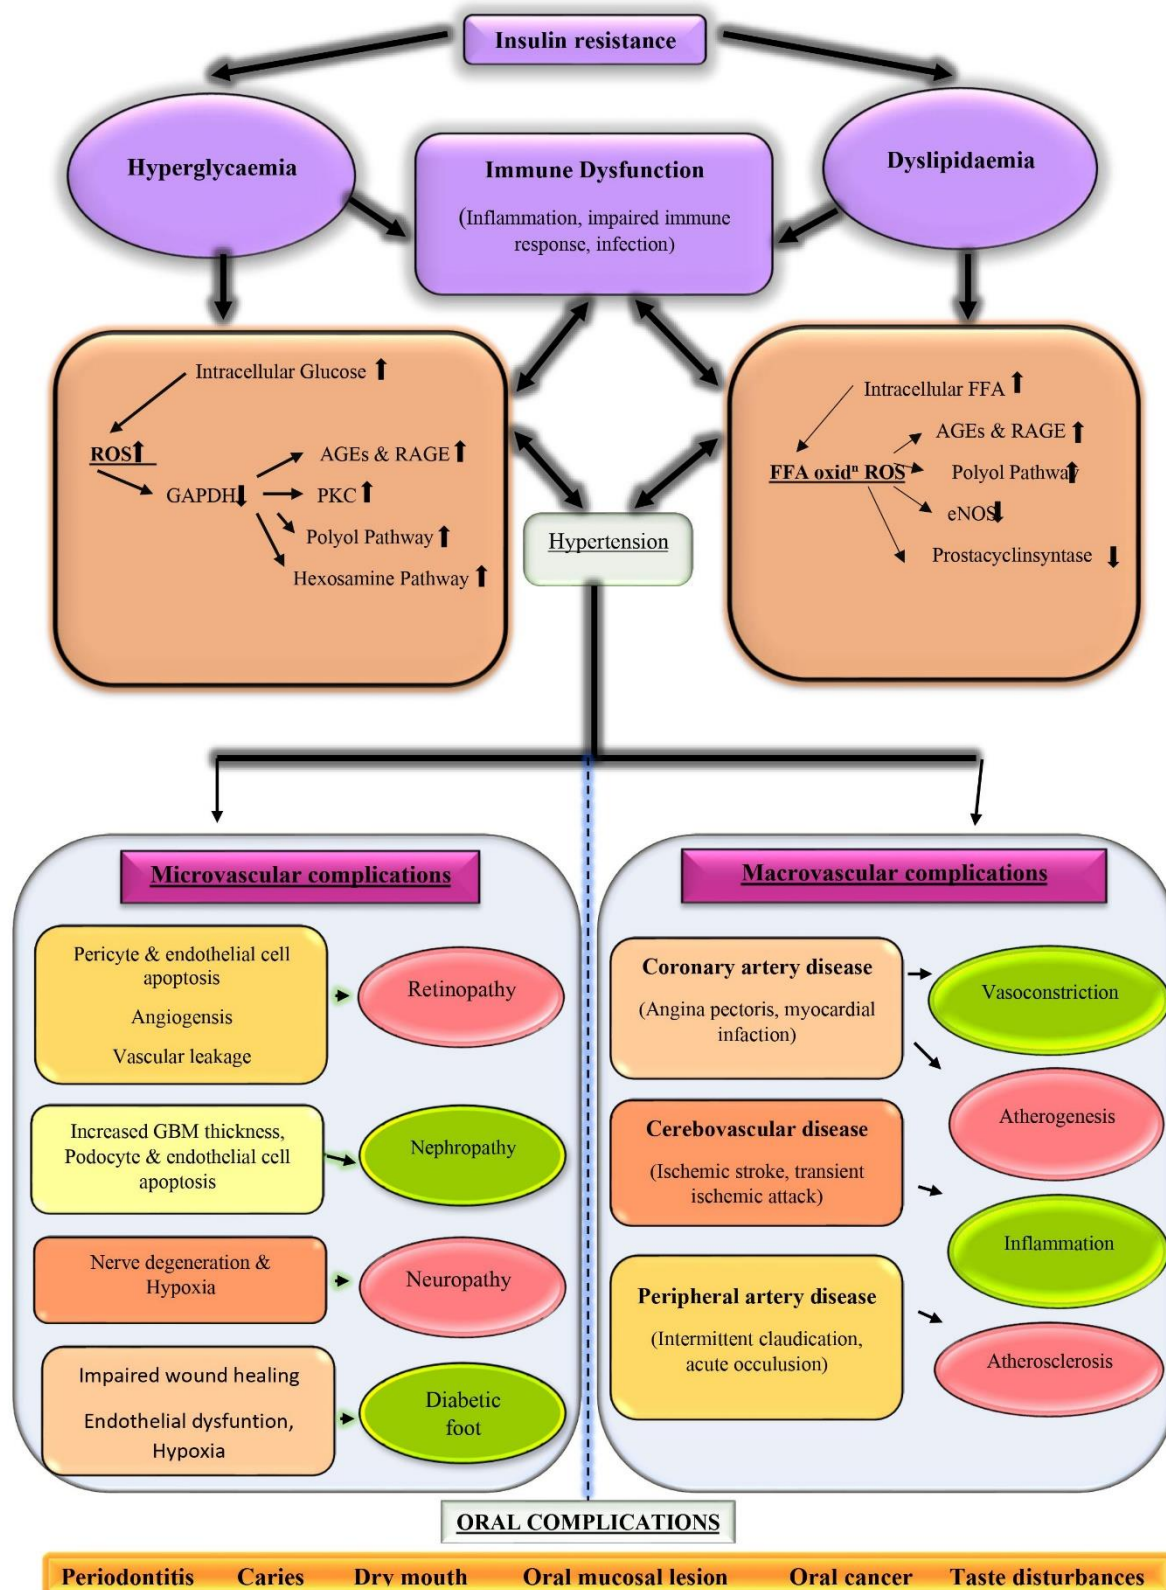 Insulin resistance
Hyperglycaemia
Dyslipidaemia
Immune Dysfunction
(Inflammation, impaired immune
response, infection)
Intracellular Glucose ⬆
ROS⬆
GAPDH⬇
AGEs & RAGE ⬆
PKC ⬆
Polyol Pathway ⬆
Hexosamine Pathway ⬆
Hypertension
Intracellular FFA ⬆
FFA oxidⁿ ROS
AGEs & RAGE ⬆
Polyol Pathway⬆
eNOS⬇
Prostacyclinsyntase ⬇
Microvascular complications
Pericyte & endothelial cell
apoptosis
Angiogensis
Vascular leakage
Retinopathy
Increased GBM thickness,
Podocyte & endothelial cell
apoptosis
Nephropathy
Nerve degeneration &
Hypoxia
Neuropathy
Impaired wound healing
Endothelial dysfuntion,
Hypoxia
Diabetic
foot
Macrovascular complications
Coronary artery disease
(Angina pectoris, myocardial
infaction)
Vasoconstriction
Atherogenesis
Cerebovascular disease
(Ischemic stroke, transient
ischemic attack)
Inflammation
Peripheral artery disease
(Intermittent claudication,
acute occulusion)
Atherosclerosis
ORAL COMPLICATIONS
Periodontitis Caries Dry mouth Oral mucosal lesion Oral cancer Taste disturbances